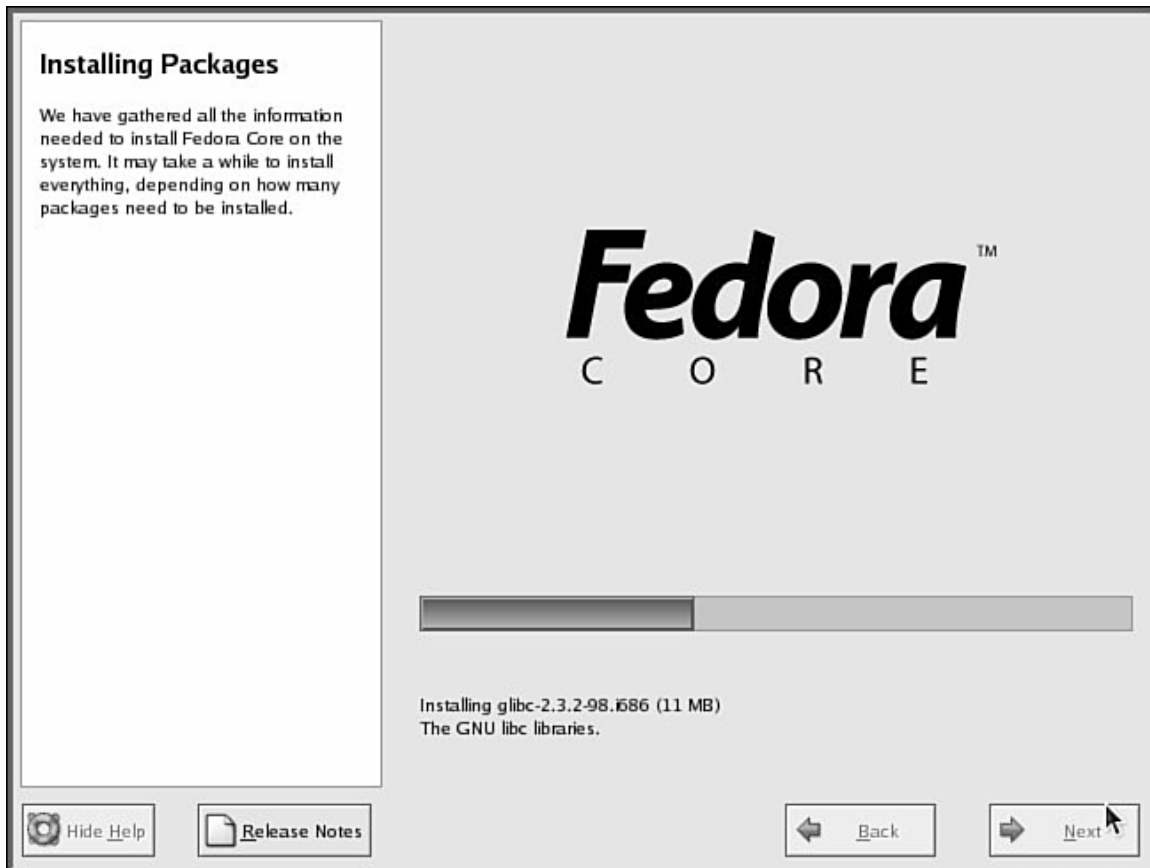 Installing Packages
We have gathered all the information
needed to install Fedora Core on the
system. It may take a while to install
everything, depending on how many
packages need to be installed.
Fedora™
CORE
Installing glibc-2.3.2-98.i686 (11 MB)
The GNU libc libraries.
Hide Help
Release Notes
Back
Next